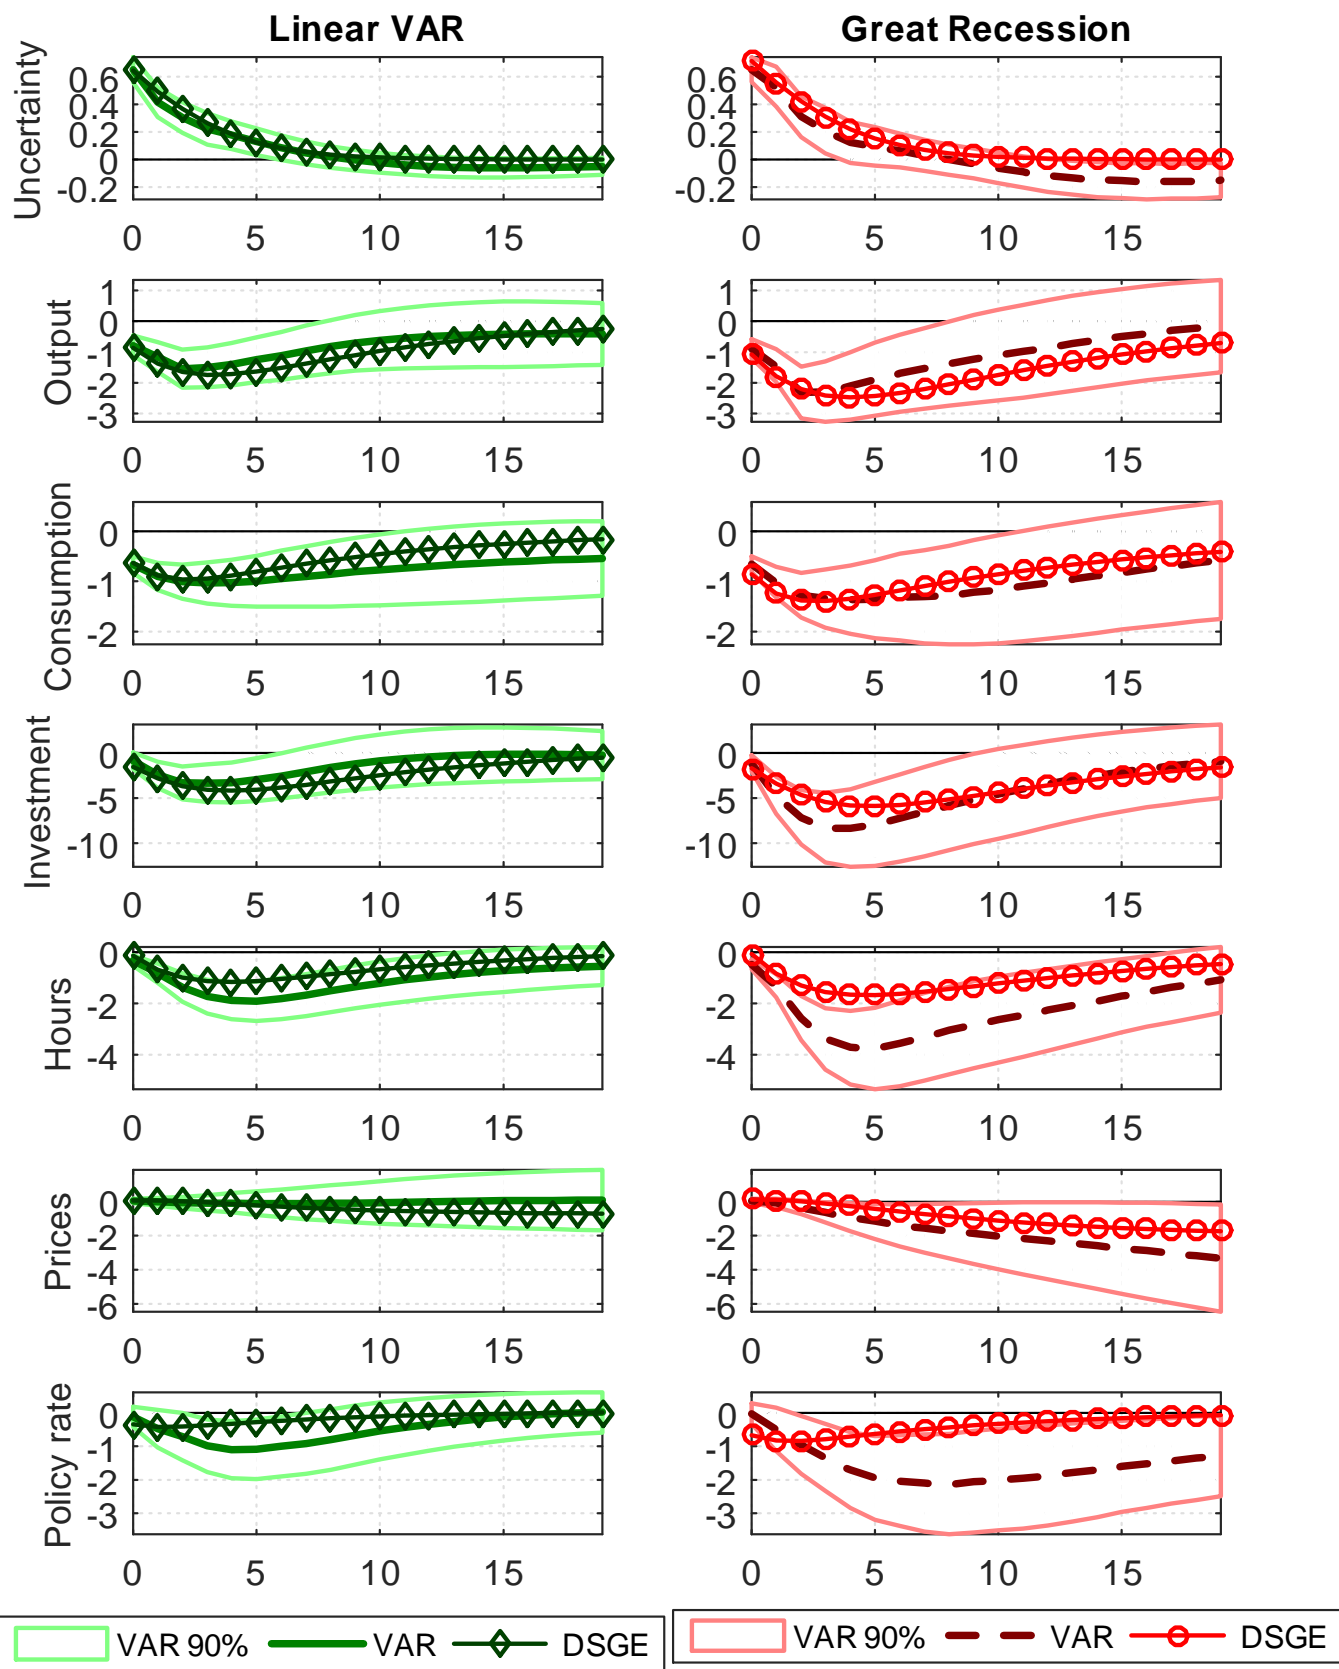 Linear VAR Great Recession
Uncertainty
0.6 0.4 0.2 0 -0.2
0 5 10 15
0.6 0.4 0.2 0 -0.2
0 5 10 15
Output
1 0 -1 -2 -3
0 5 10 15
1 0 -1 -2 -3
0 5 10 15
Consumption
0 -1 -2
0 5 10 15
0 -1 -2
0 5 10 15
Investment
0 -5 -10
0 5 10 15
0 -5 -10
0 5 10 15
Hours
0 -2 -4
0 5 10 15
0 -2 -4
0 5 10 15
Prices
0 -2 -4 -6
0 5 10 15
0 -2 -4 -6
0 5 10 15
Policy rate
0 -1 -2 -3
0 5 10 15
0 -1 -2 -3
0 5 10 15
VAR 90% VAR DSGE
VAR 90% VAR DSGE